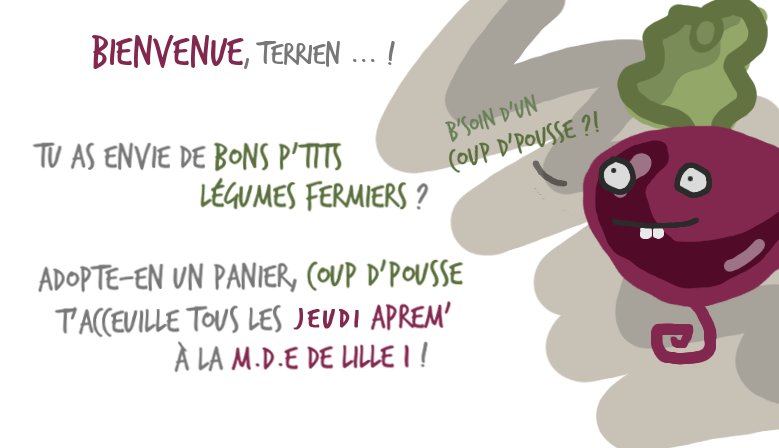 BIENVENUE, TERRIEN ... !
B'SOIN D'UN
COUP D'POUSSE ?!
TU AS ENVIE DE BONS P'TITS
LÉGUMES FERMIERS ?
ADOPTE-EN UN PANIER, COUP D'POUSSE
T'ACCEUILLE TOUS LES JEUDI APREM'
À LA M.D.E DE LILLE 1 !